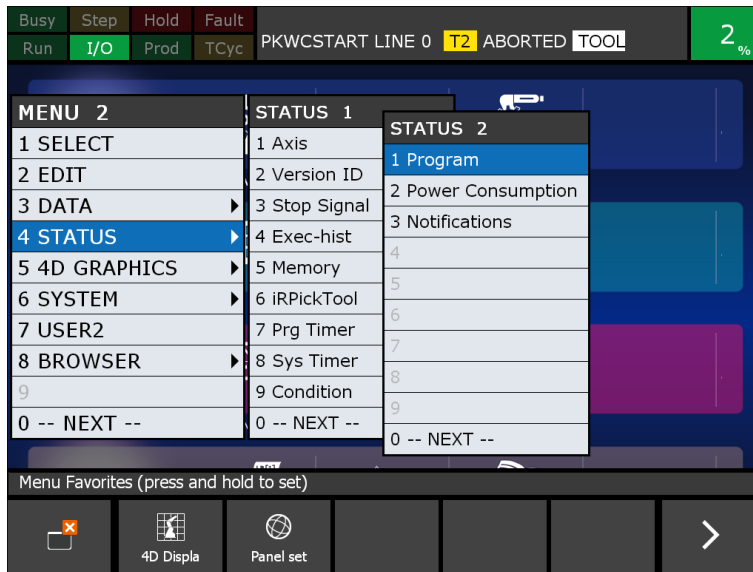 Busy Step Hold Fault
Run I/O Prod TCyc
PKWCSTART LINE 0 T2 ABORTED TOOL
2 %
MENU 2
1 SELECT
2 EDIT
3 DATA
4 STATUS
5 4D GRAPHICS
6 SYSTEM
7 USER2
8 BROWSER
9
0 -- NEXT --
STATUS 1
1 Axis
2 Version ID
3 Stop Signal
4 Exec-hist
5 Memory
6 iRPickTool
7 Prg Timer
8 Sys Timer
9 Condition
0 -- NEXT --
STATUS 2
1 Program
2 Power Consumption
3 Notifications
4
5
6
7
8
9
0 -- NEXT --
Menu Favorites (press and hold to set)
4D Displa
Panel set